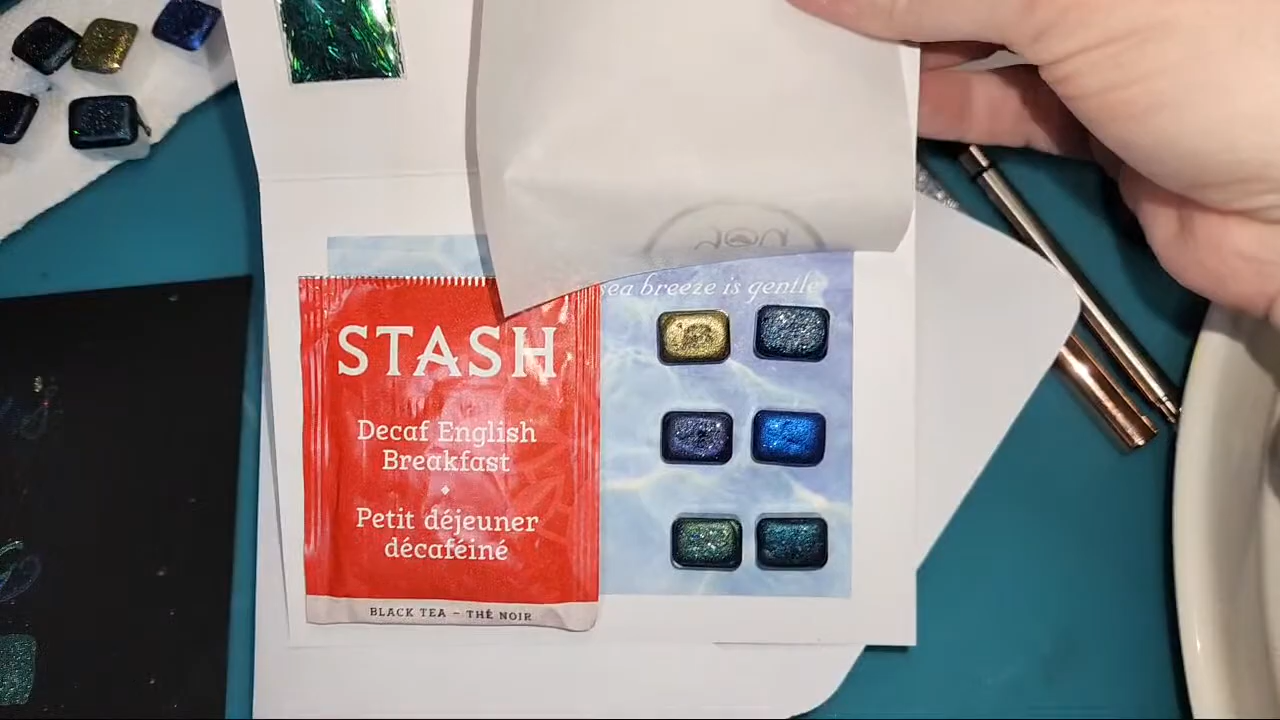 sea breeze is gentle
STASH
Decaf English
Breakfast
Petit déjeuner
décaféiné
BLACK TEA – THÉ NOIR